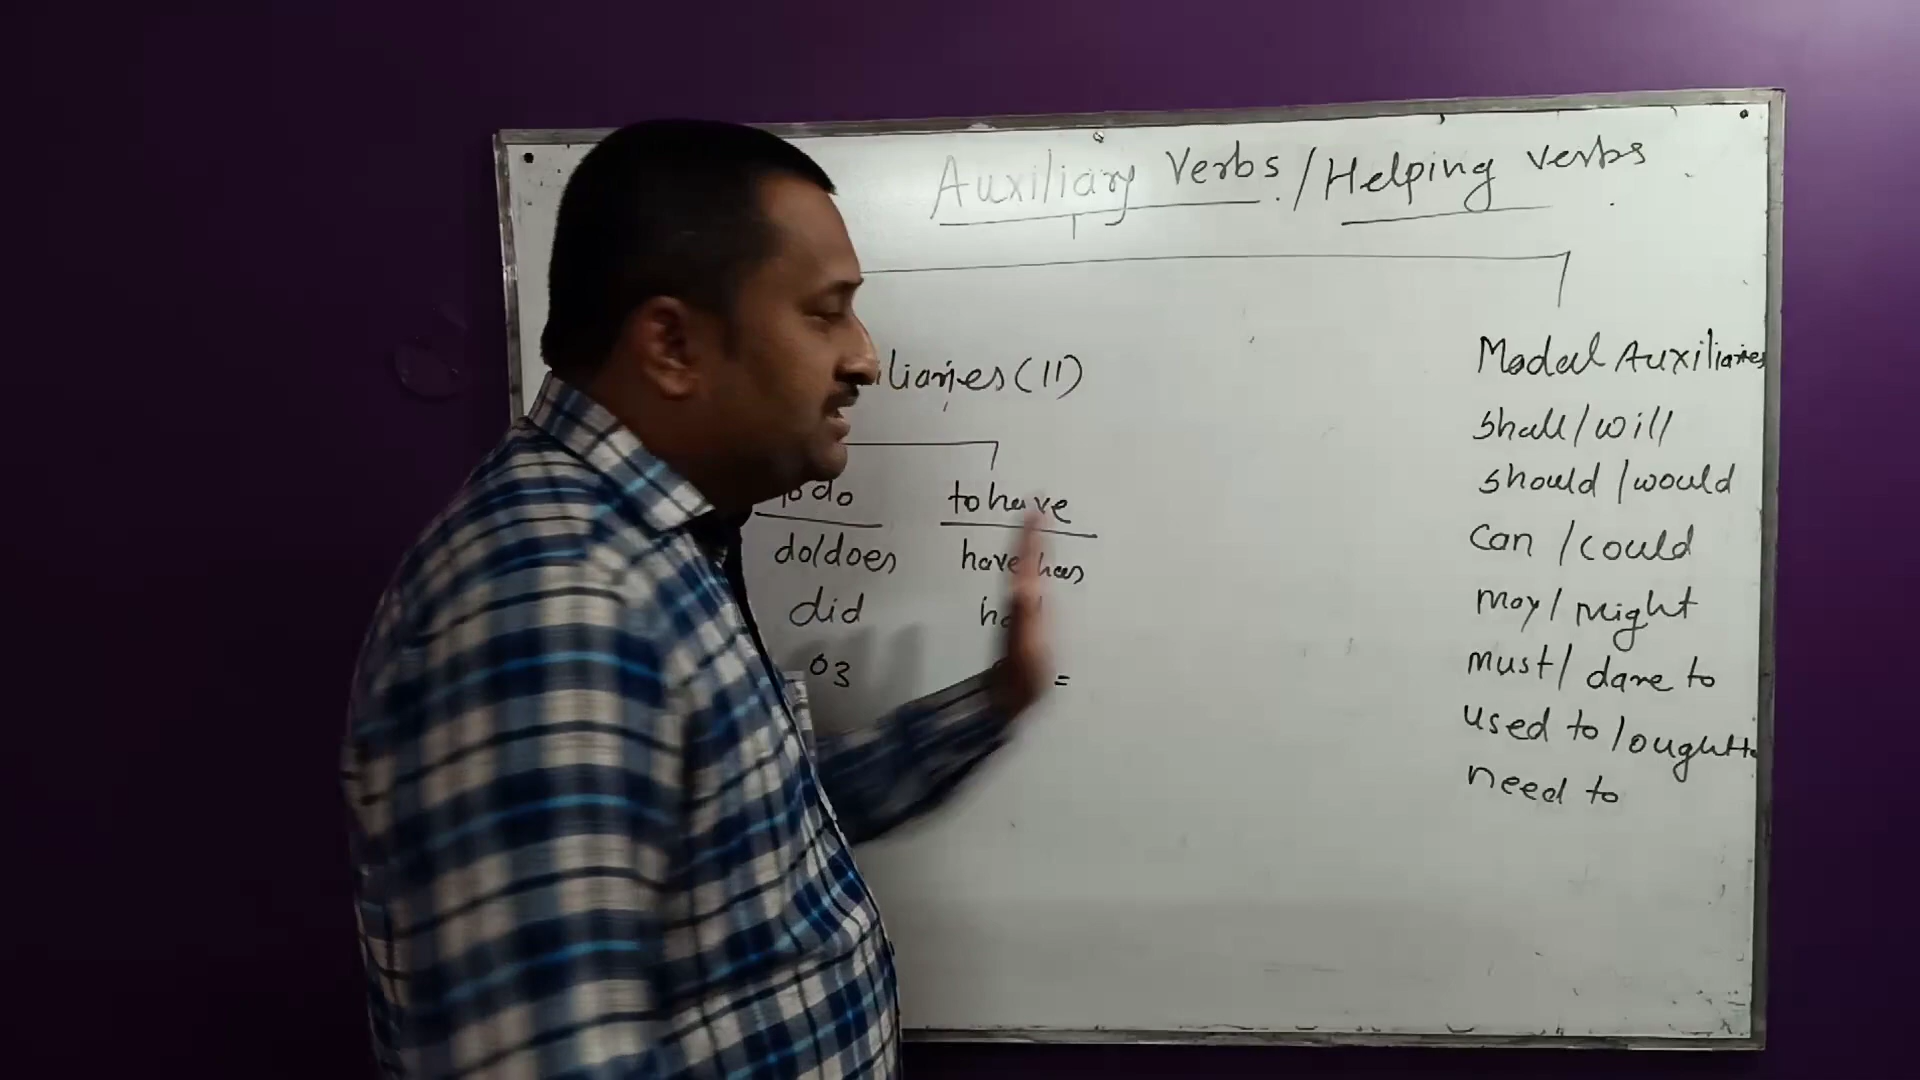 Auxiliary Verbs / Helping verbs
iliaries (11)
Modal Auxiliaries
to do
to have
do/does
have has
did
03
=
shall / will
should / would
can / could
may / might
must / dare to
used to / ought to
need to